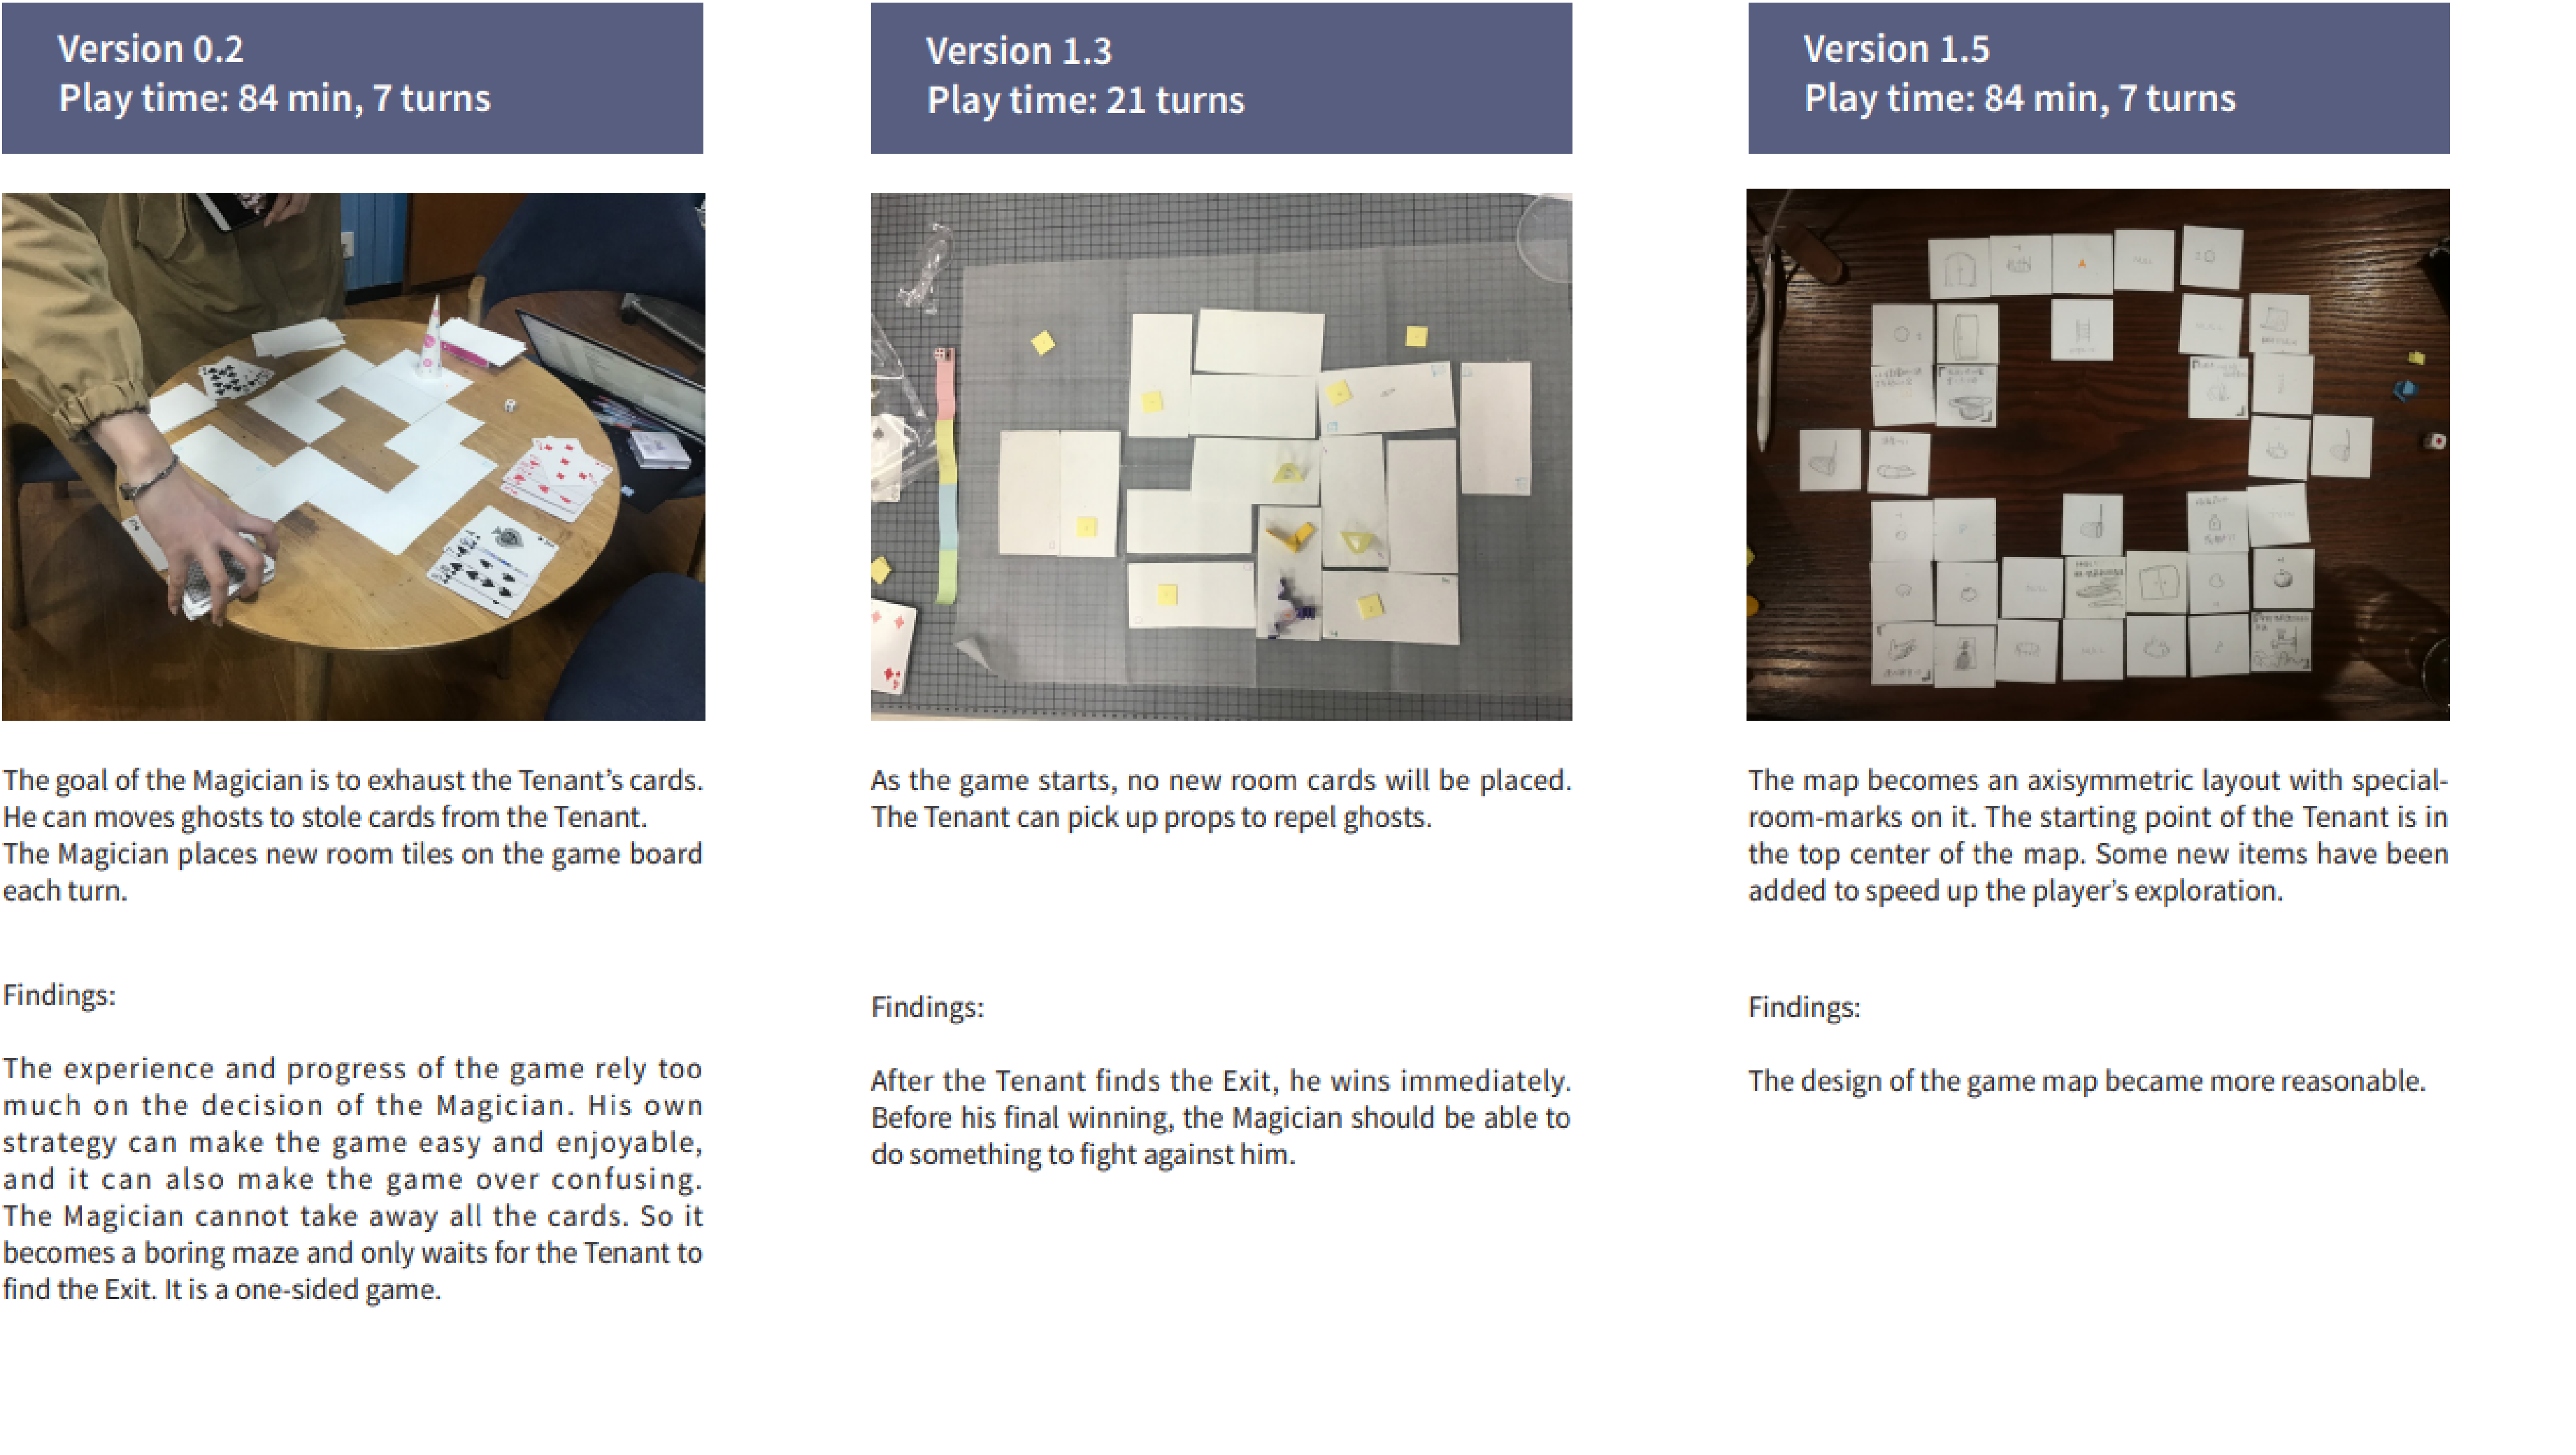 Version 0.2
Play time: 84 min, 7 turns
The goal of the Magician is to exhaust the Tenant’s cards.
He can moves ghosts to stole cards from the Tenant.
The Magician places new room tiles on the game board
each turn.
Findings:
The experience and progress of the game rely too
much on the decision of the Magician. His own
strategy can make the game easy and enjoyable,
and it can also make the game over confusing.
The Magician cannot take away all the cards. So it
becomes a boring maze and only waits for the Tenant to
find the Exit. It is a one-sided game.
Version 1.3
Play time: 21 turns
As the game starts, no new room cards will be placed.
The Tenant can pick up props to repel ghosts.
Findings:
After the Tenant finds the Exit, he wins immediately.
Before his final winning, the Magician should be able to
do something to fight against him.
Version 1.5
Play time: 84 min, 7 turns
The map becomes an axisymmetric layout with special-
room-marks on it. The starting point of the Tenant is in
the top center of the map. Some new items have been
added to speed up the player’s exploration.
Findings:
The design of the game map became more reasonable.